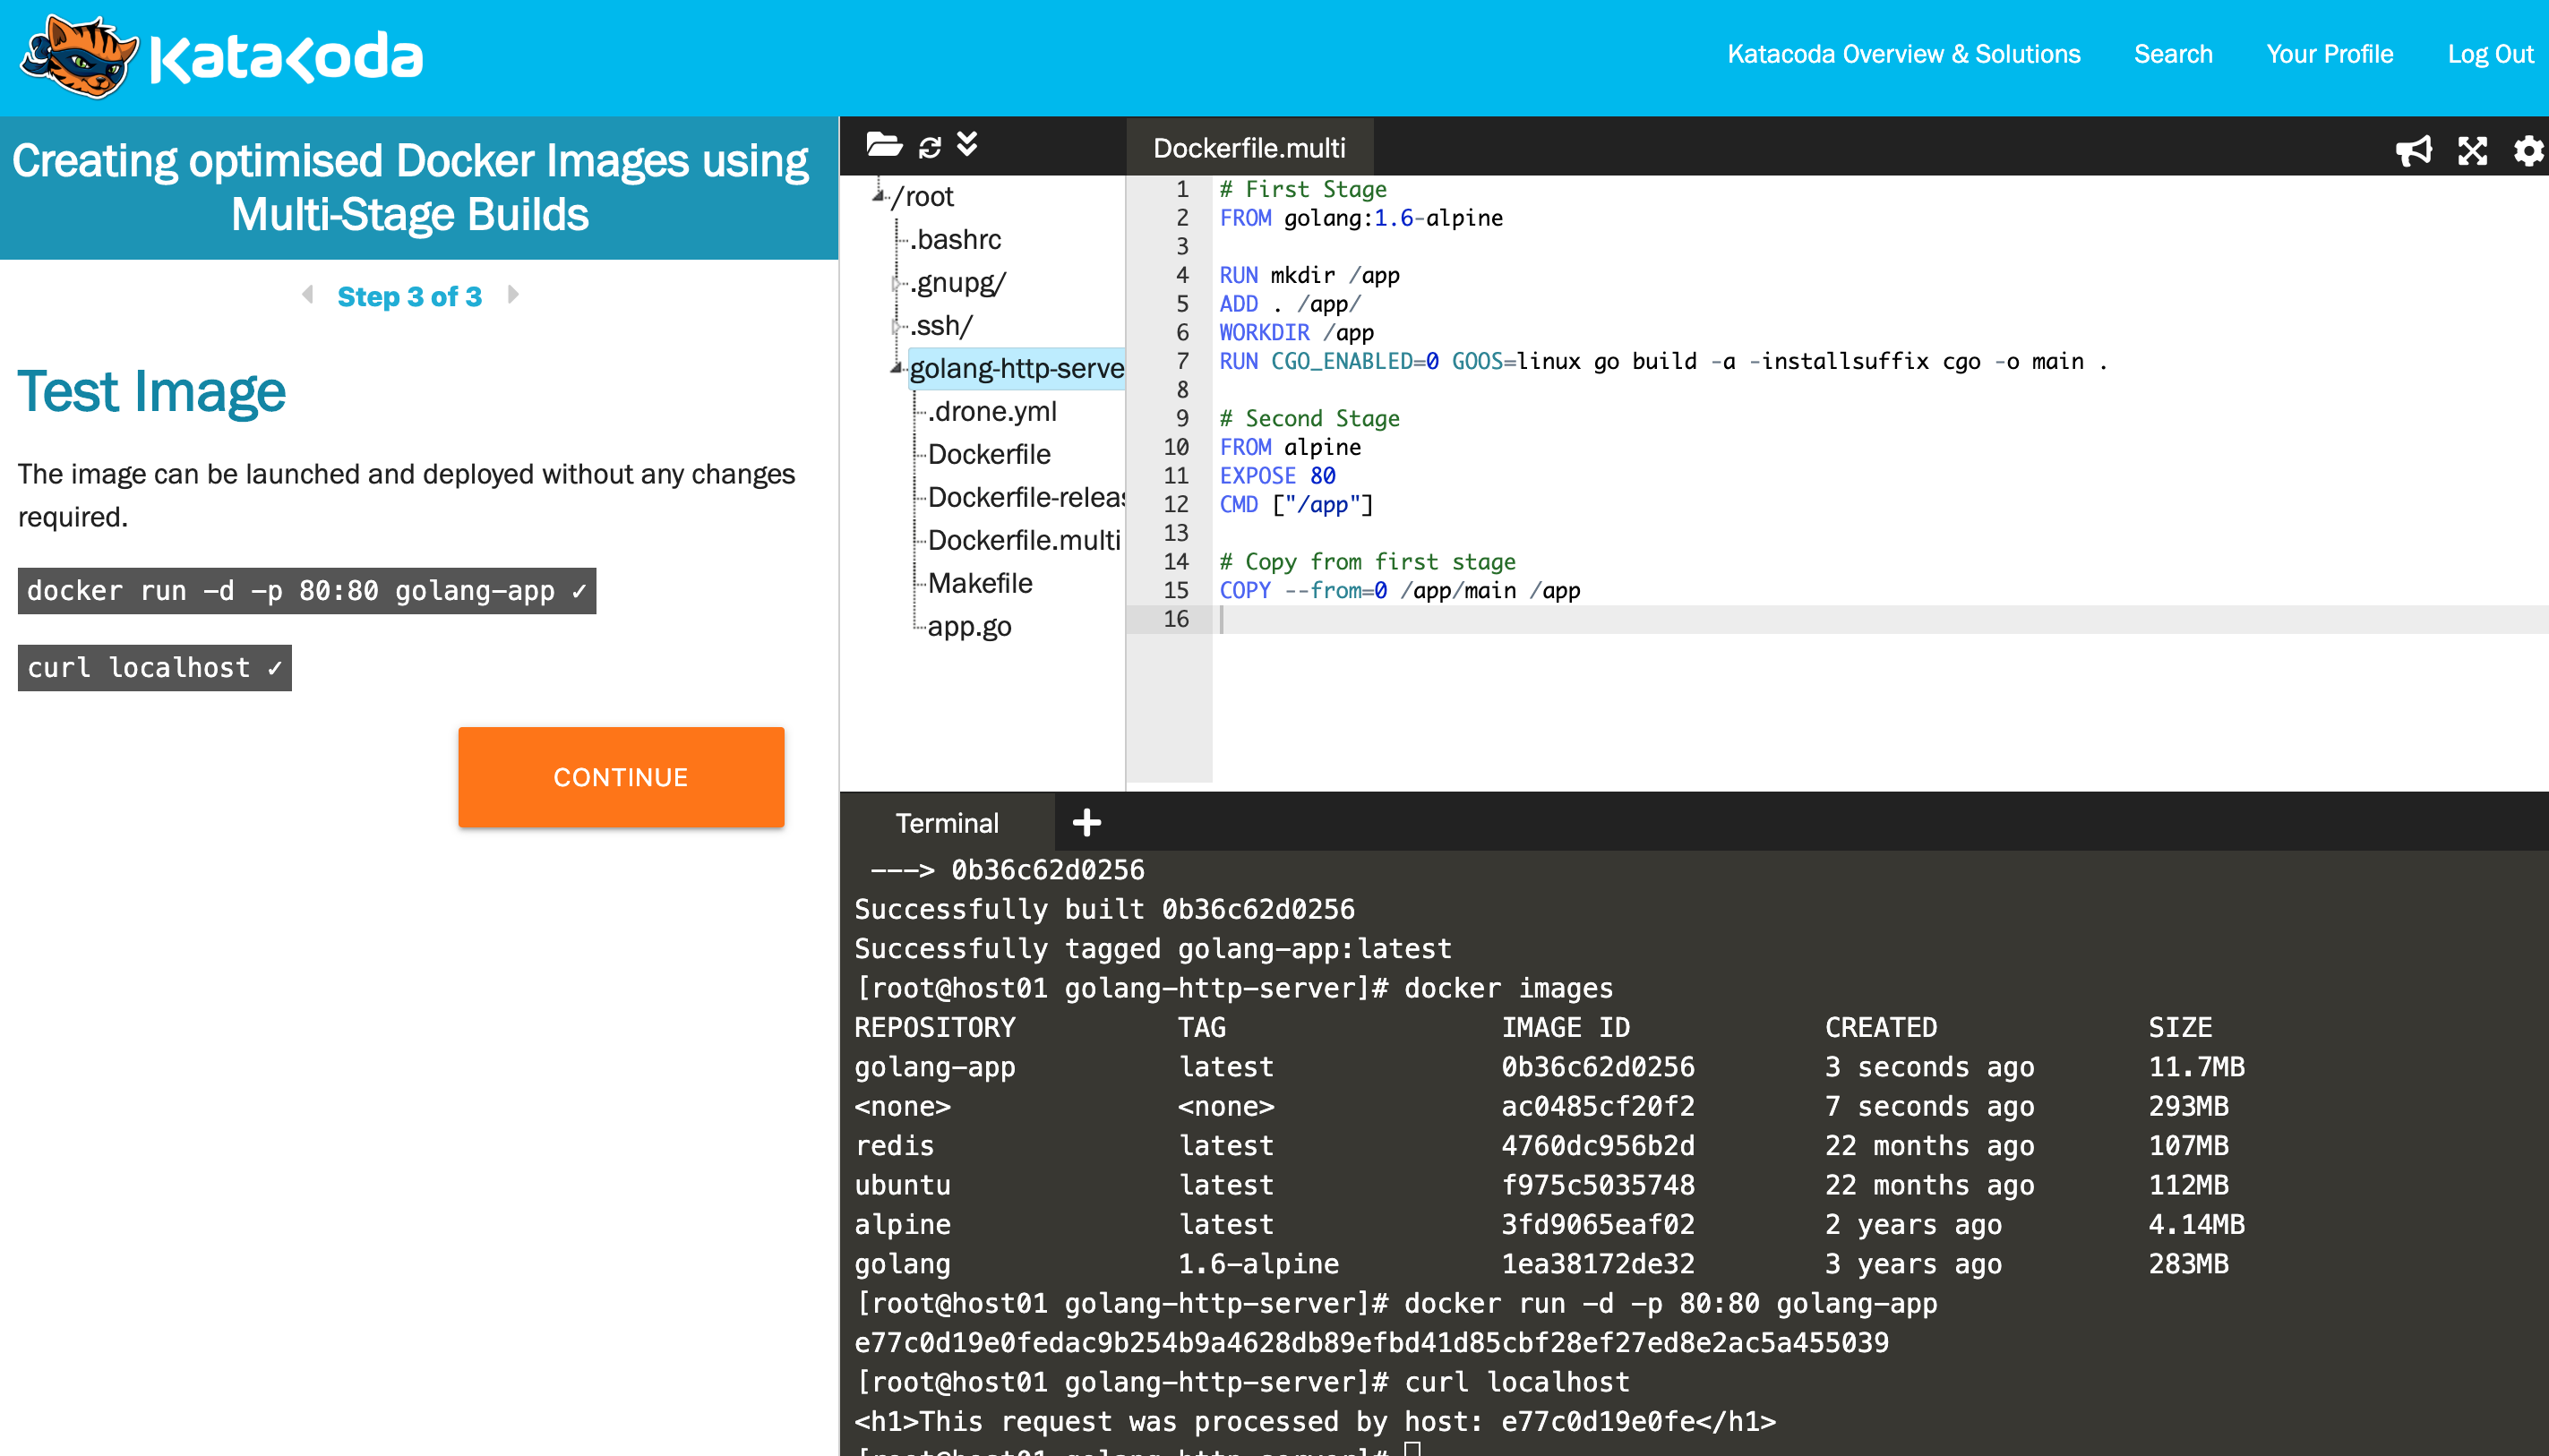 Katacoda
Katacoda Overview & Solutions
Search
Your Profile
Log Out
Creating optimised Docker Images using
Multi-Stage Builds
Step 3 of 3
Test Image
The image can be launched and deployed without any changes
required.
docker run -d -p 80:80 golang-app ✓
curl localhost ✓
CONTINUE
/root
.bashrc
.gnupg/
.ssh/
golang-http-serve
.drone.yml
Dockerfile
Dockerfile-releas
Dockerfile.multi
Makefile
app.go
Dockerfile.multi
1 # First Stage
2 FROM golang:1.6-alpine
3
4 RUN mkdir /app
5 ADD . /app/
6 WORKDIR /app
7 RUN CGO_ENABLED=0 GOOS=linux go build -a -installsuffix cgo -o main .
8
9 # Second Stage
10 FROM alpine
11 EXPOSE 80
12 CMD ["/app"]
13
14 # Copy from first stage
15 COPY --from=0 /app/main /app
16
Terminal
---> 0b36c62d0256
Successfully built 0b36c62d0256
Successfully tagged golang-app:latest
[root@host01 golang-http-server]# docker images
REPOSITORY TAG IMAGE ID CREATED SIZE
golang-app latest 0b36c62d0256 3 seconds ago 11.7MB
<none> <none> ac0485cf20f2 7 seconds ago 293MB
redis latest 4760dc956b2d 22 months ago 107MB
ubuntu latest f975c5035748 22 months ago 112MB
alpine latest 3fd9065eaf02 2 years ago 4.14MB
golang 1.6-alpine 1ea38172de32 3 years ago 283MB
[root@host01 golang-http-server]# docker run -d -p 80:80 golang-app
e77c0d19e0fedac9b254b9a4628db89efbd41d85cbf28ef27ed8e2ac5a455039
[root@host01 golang-http-server]# curl localhost
<h1>This request was processed by host: e77c0d19e0fe</h1>
[root@host01 golang-http-server]#